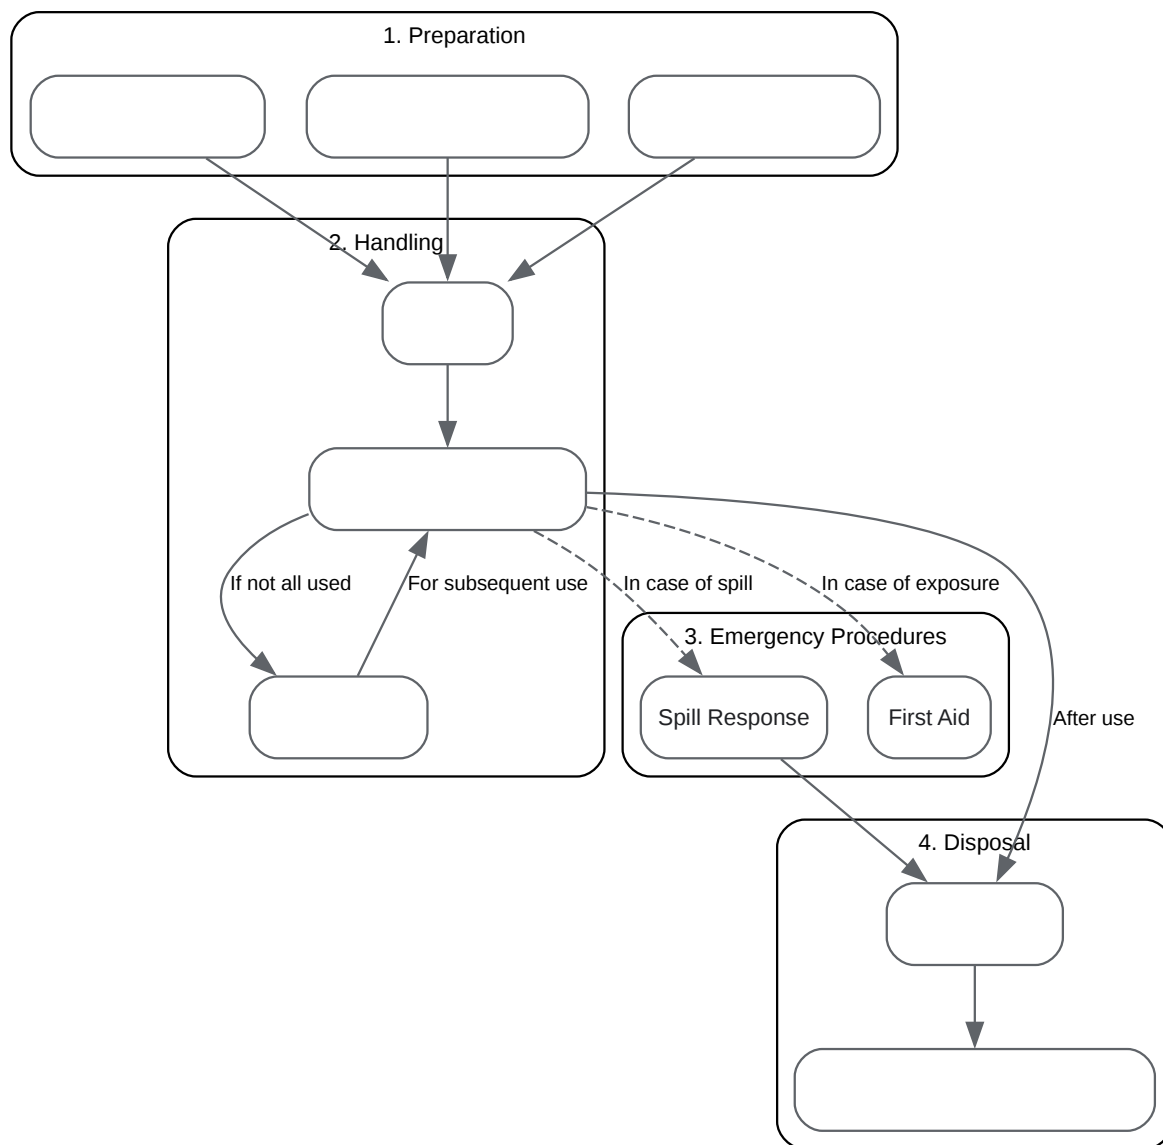 1. Preparation
2. Handling
If not all used
For subsequent use
In case of spill
In case of exposure
3. Emergency Procedures
Spill Response
First Aid
After use
4. Disposal